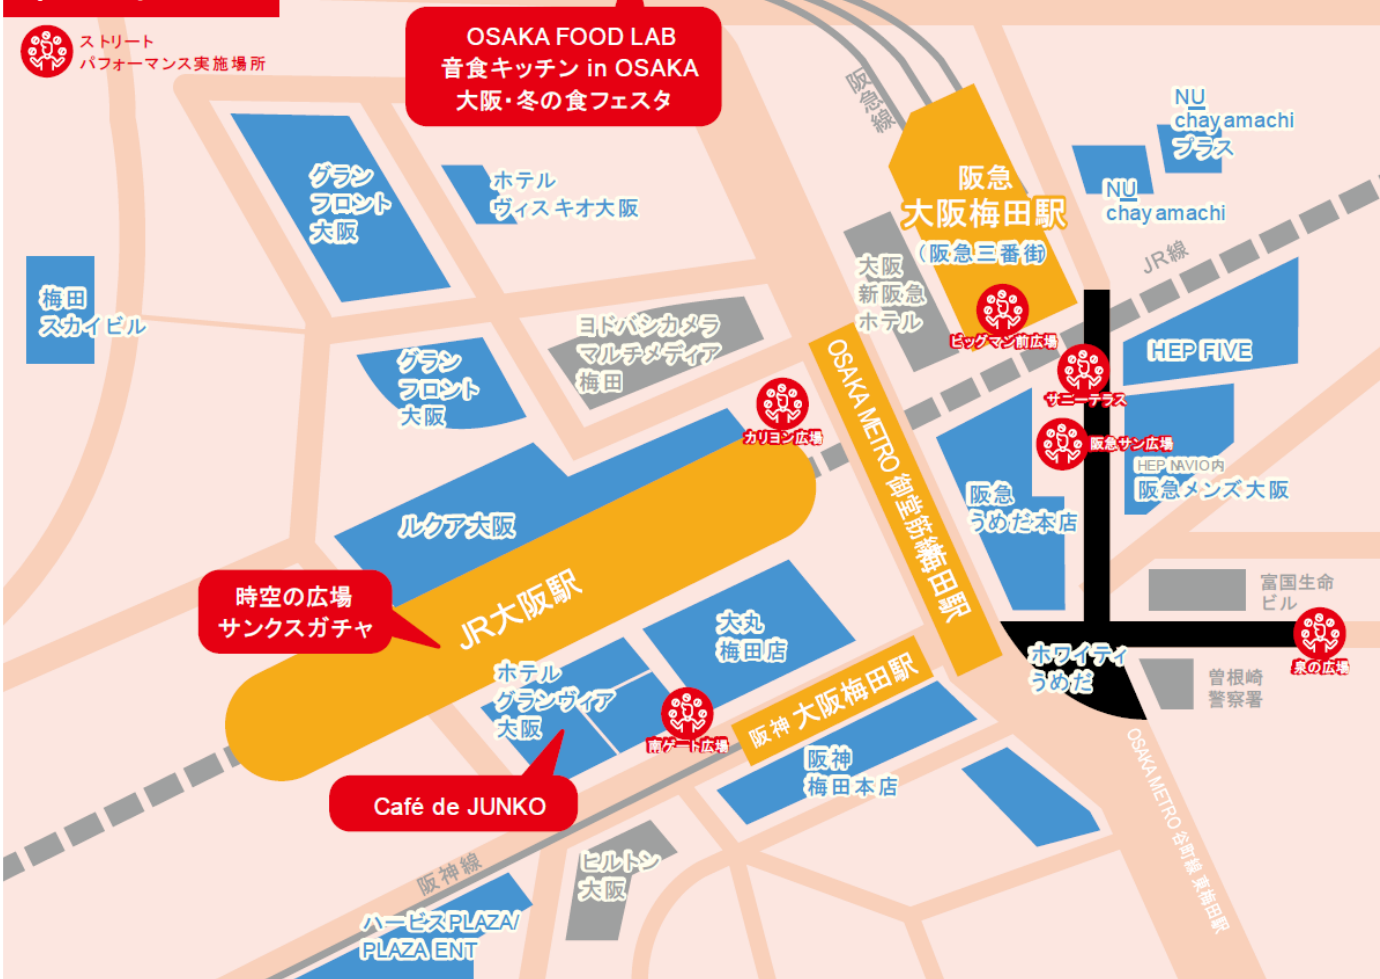 ストリート
パフォーマンス実施場所
OSAKA FOOD LAB
音食キッチン in OSAKA
大阪・冬の食フェスタ
阪急線
NU
chayamachi
プラス
NU
chayamachi
グラン
フロント
大阪
ホテル
ヴィスキオ大阪
阪急
大阪梅田駅
(阪急三番街)
JR線
大阪
新阪急
ホテル
梅田
スカイビル
ヨドバシカメラ
マルチメディア
梅田
ビッグマン前広場
HEP FIVE
グラン
フロント
大阪
サニーテラス
カリヨン広場
阪急サン広場
HEP NAVIO内
阪急メンズ大阪
OSAKA METRO 御堂筋線梅田駅
阪急
うめだ本店
ルクア大阪
時空の広場
サンクスガチャ
JR大阪駅
富国生命
ビル
大丸
梅田店
ホワイティ
うめだ
泉の広場
ホテル
グランヴィア
大阪
曽根崎
警察署
南ゲート広場
阪神 大阪梅田駅
阪神
梅田本店
Café de JUNKO
OSAKA METRO 谷町線 東梅田駅
阪神線
ヒルトン
大阪
ハービスPLAZA/
PLAZA ENT